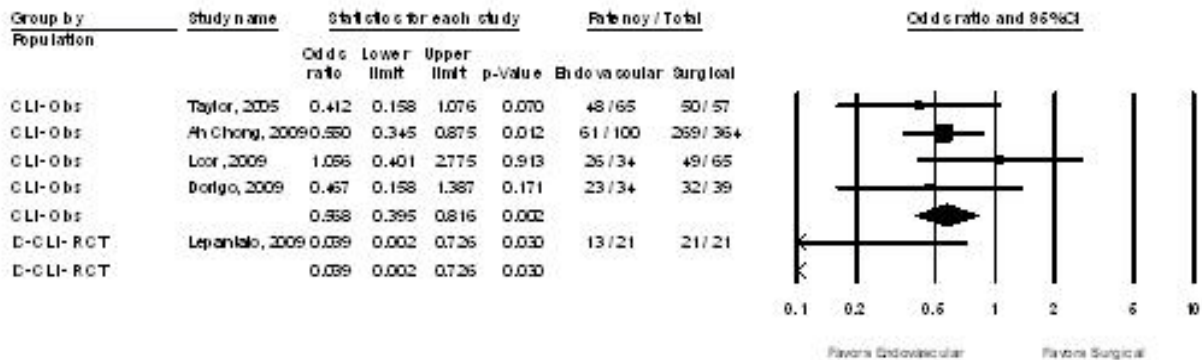 Group by Study name Statistics for each study Patency / Total Odds ratio and 95% CI
Population
Odds Lower Upper
ratio limit limit p-Value Endovascular Surgical
CLI-Obs Taylor, 2005 0.412 0.158 1.076 0.070 48 / 65 50 / 57
CLI-Obs Ah Chong, 2009 0.550 0.345 0.875 0.012 61 / 100 269 / 364
CLI-Obs Loor, 2009 1.056 0.401 2.775 0.913 26 / 34 49 / 65
CLI-Obs Dorigo, 2009 0.467 0.158 1.387 0.171 23 / 34 32 / 39
CLI-Obs 0.568 0.395 0.816 0.002
D-CLI-RCT Lepantalo, 2009 0.039 0.002 0.726 0.030 13 / 21 21 / 21
D-CLI-RCT 0.039 0.002 0.726 0.030
0.1 0.2 0.5 1 2 5 10
Favors Endovascular Favors Surgical